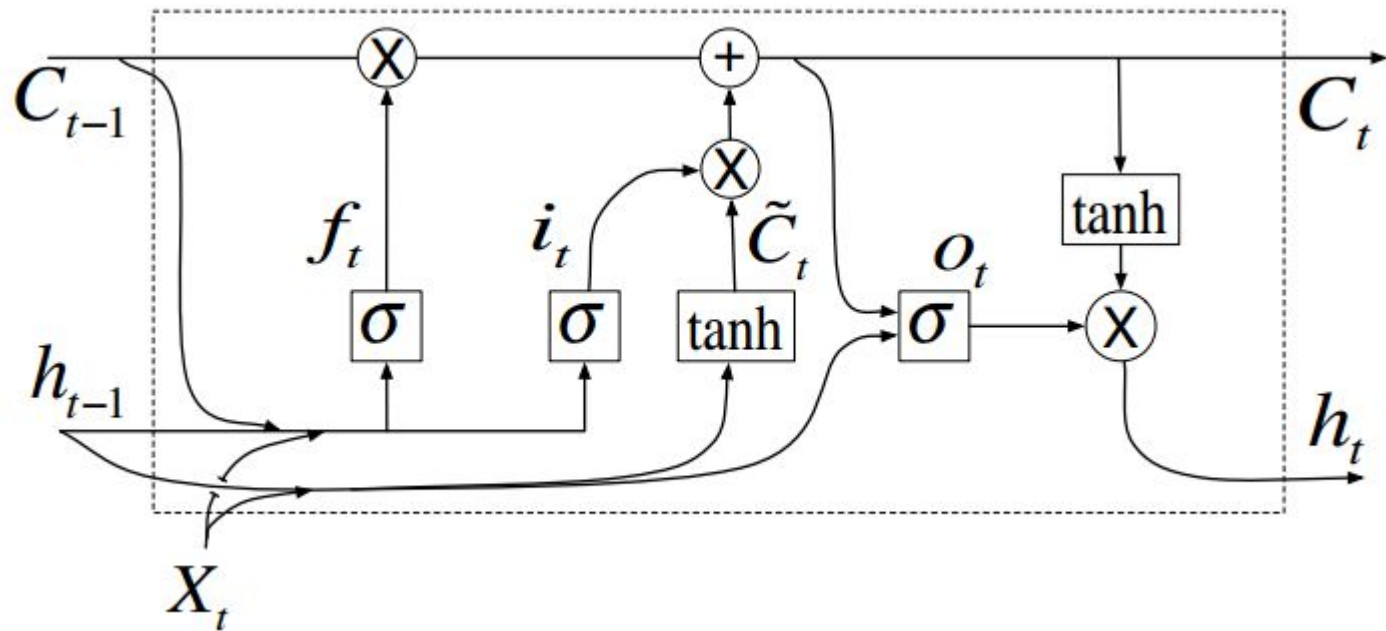 X +
C_{t-1} C_t
X
f_t i_t C̃_t o_t tanh
σ σ tanh σ X
h_{t-1} h_t
X_t